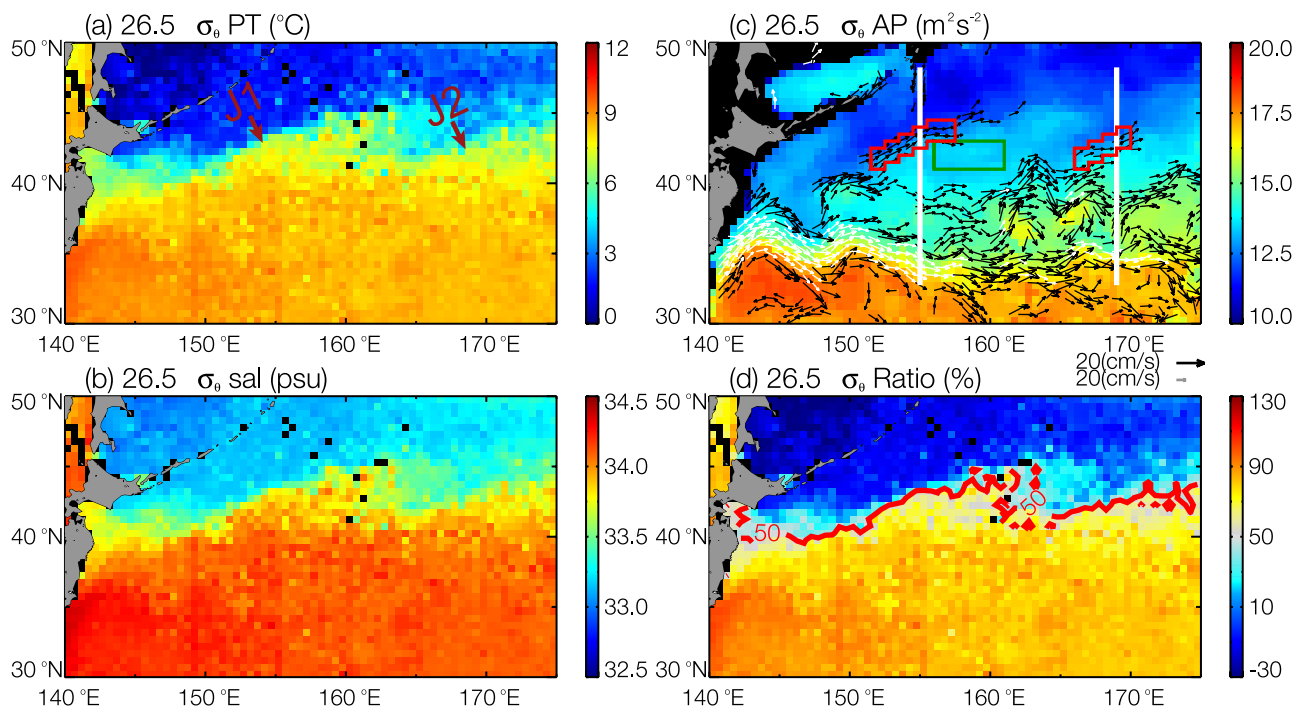 (a) 26.5 σθ PT (°C)
50 °N
40 °N
30 °N
140 °E 150 °E 160 °E 170 °E
J1
J2
12
9
6
3
0
(c) 26.5 σθ AP (m²s⁻²)
50 °N
40 °N
30 °N
140 °E 150 °E 160 °E 170 °E
20.0
17.5
15.0
12.5
10.0
20(cm/s)
20(cm/s)
(b) 26.5 σθ sal (psu)
50 °N
40 °N
30 °N
140 °E 150 °E 160 °E 170 °E
34.5
34.0
33.5
33.0
32.5
(d) 26.5 σθ Ratio (%)
50 °N
40 °N
30 °N
140 °E 150 °E 160 °E 170 °E
50
50
130
90
50
10
-30